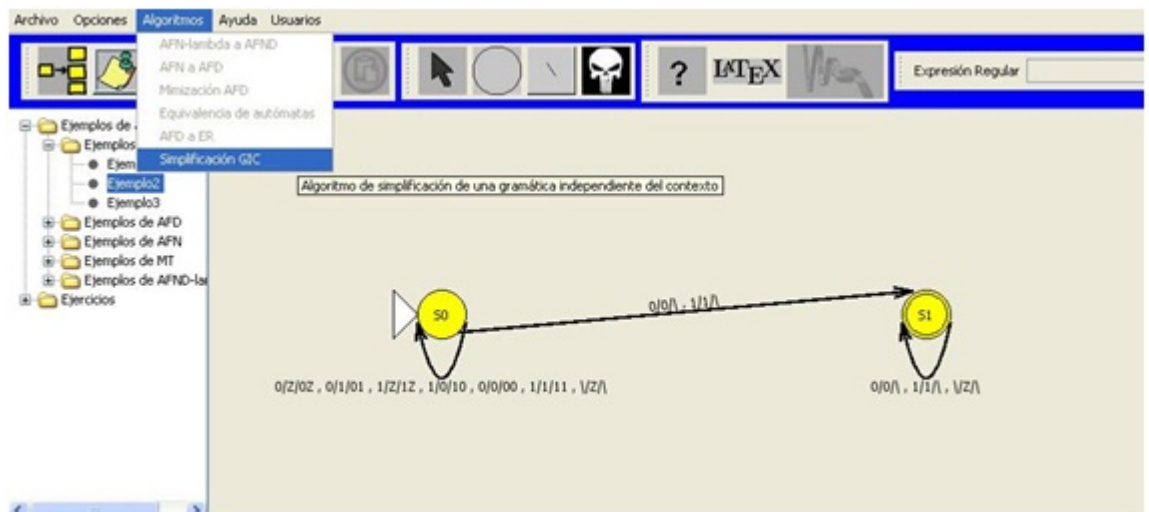 Archivo Opciones Algoritmos Ayuda Usuarios
AFN-lambda a AFND
AFN a AFD
Mimización AFD
Equivalencia de autómatas
AFD a ER
Simplificación GIC
? LATEX
Expresión Regular
Ejemplos de
Ejemplos
Ejem
Ejemplo2
Ejemplo3
Ejemplos de AFD
Ejemplos de AFN
Ejemplos de MT
Ejemplos de AFND-la
Ejercicios
Algoritmo de simplificación de una gramática independiente del contexto
0/0/\ , 1/1/\
S0
S1
0/Z/0Z , 0/1/01 , 1/Z/1Z , 1/0/10 , 0/0/00 , 1/1/11 , \/Z/\
0/0/\ , 1/1/\ , \/Z/\